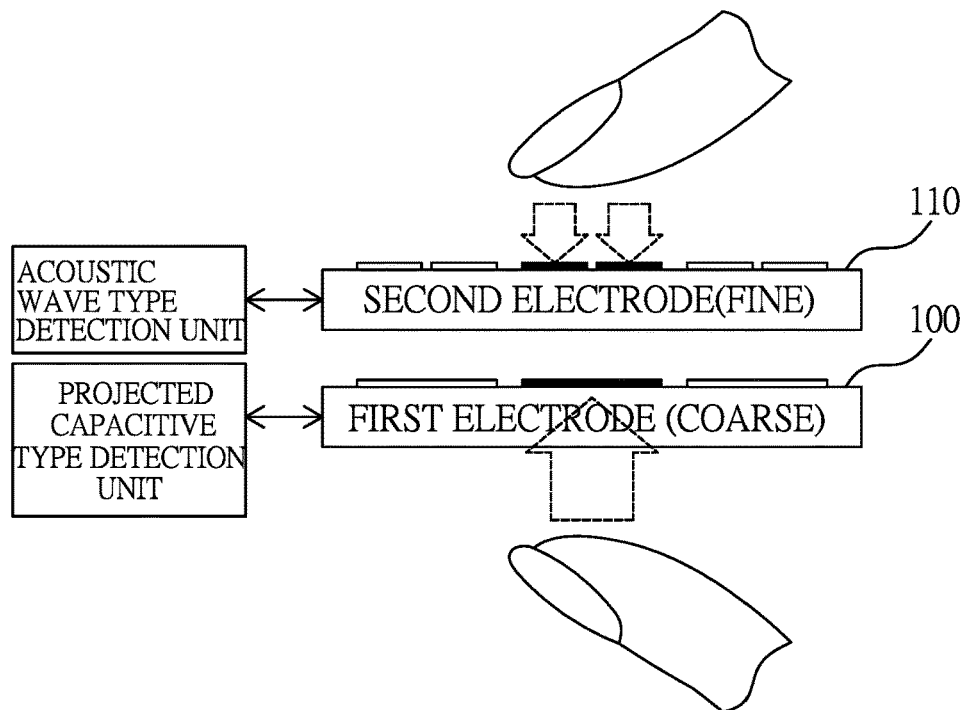 110
ACOUSTIC
WAVE TYPE
DETECTION UNIT
SECOND ELECTRODE(FINE)
100
PROJECTED
CAPACITIVE
TYPE DETECTION
UNIT
FIRST ELECTRODE (COARSE)